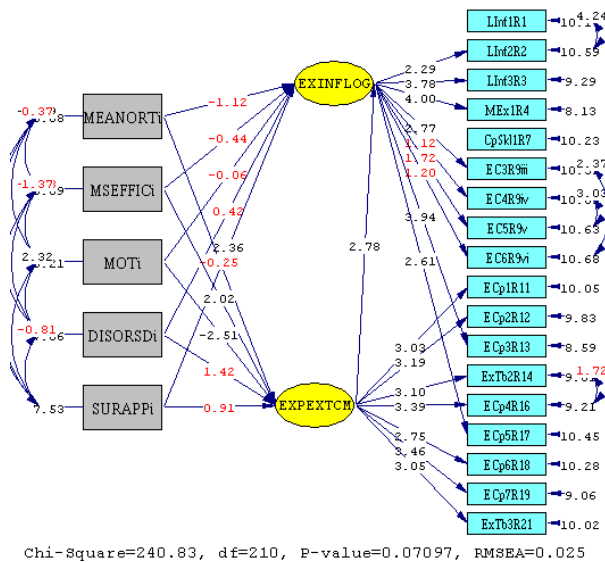 LInf1R1
4.24
LInf2R2
10.59
LInf3R3
9.29
MEx1R4
8.13
CpSkl1R7
10.23
EC3R9iii
2.37
EC4R9iv
3.03
EC5R9v
10.63
EC6R9vi
10.68
ECp1R11
10.05
ECp2R12
9.83
ECp3R13
8.59
ExTb2R14
1.72
ECp4R16
9.21
ECp5R17
10.45
ECp6R18
10.28
ECp7R19
9.06
ExTb3R21
10.02
EXINFLOG
EXPEXTCM
MEANORTi
MSEFFICi
MOTi
DISORSDi
SURAPPi
-0.37
-1.37
2.32
-0.81
7.53
-1.12
-0.44
-0.06
0.42
2.36
-0.25
2.02
-2.51
1.42
0.91
2.78
2.29
3.78
4.00
2.77
1.12
1.72
1.20
3.94
2.61
3.03
3.19
3.10
3.39
2.75
3.46
3.05
Chi-Square=240.83, df=210, P-value=0.07097, RMSEA=0.025